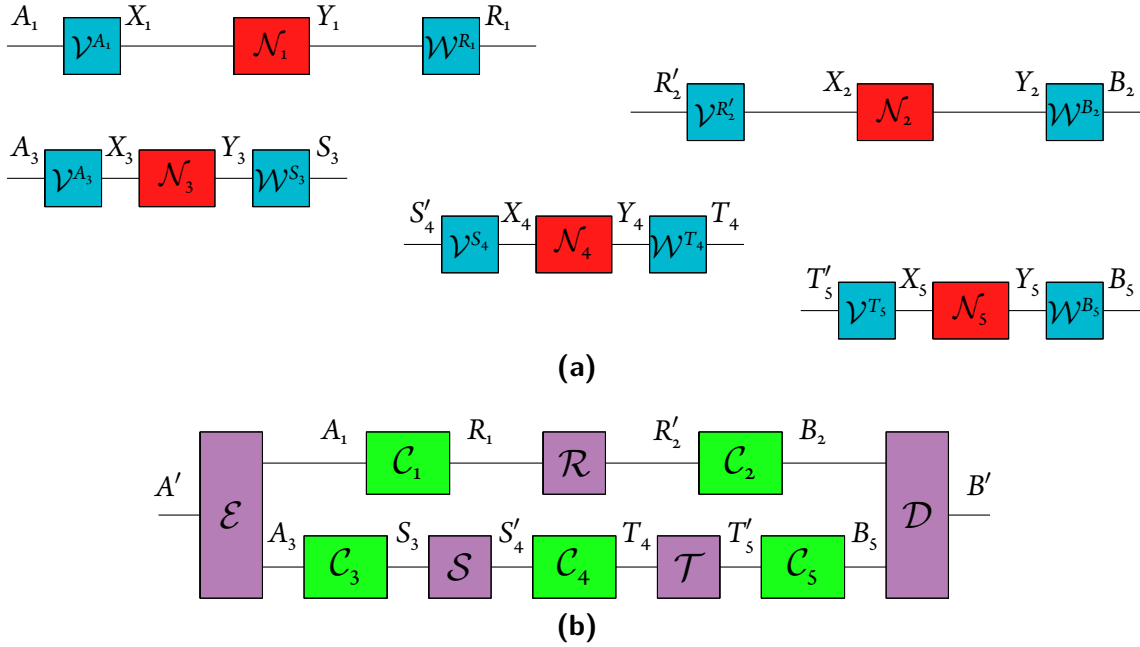 A₁ X₁ Y₁ R₁
𝒱^A₁ 𝒩₁ 𝒲^R₁
R′₂ X₂ Y₂ B₂
𝒱^R′₂ 𝒩₂ 𝒲^B₂
A₃ X₃ Y₃ S₃
𝒱^A₃ 𝒩₃ 𝒲^S₃
S′₄ X₄ Y₄ T₄
𝒱^S₄ 𝒩₄ 𝒲^T₄
T′₅ X₅ Y₅ B₅
𝒱^T₅ 𝒩₅ 𝒲^B₅
(a)
A₁ R₁ R′₂ B₂
𝒞₁ ℛ 𝒞₂
A′ ℰ 𝒟 B′
A₃ S₃ S′₄ T₄ T′₅ B₅
𝒞₃ 𝒮 𝒞₄ 𝒯 𝒞₅
(b)